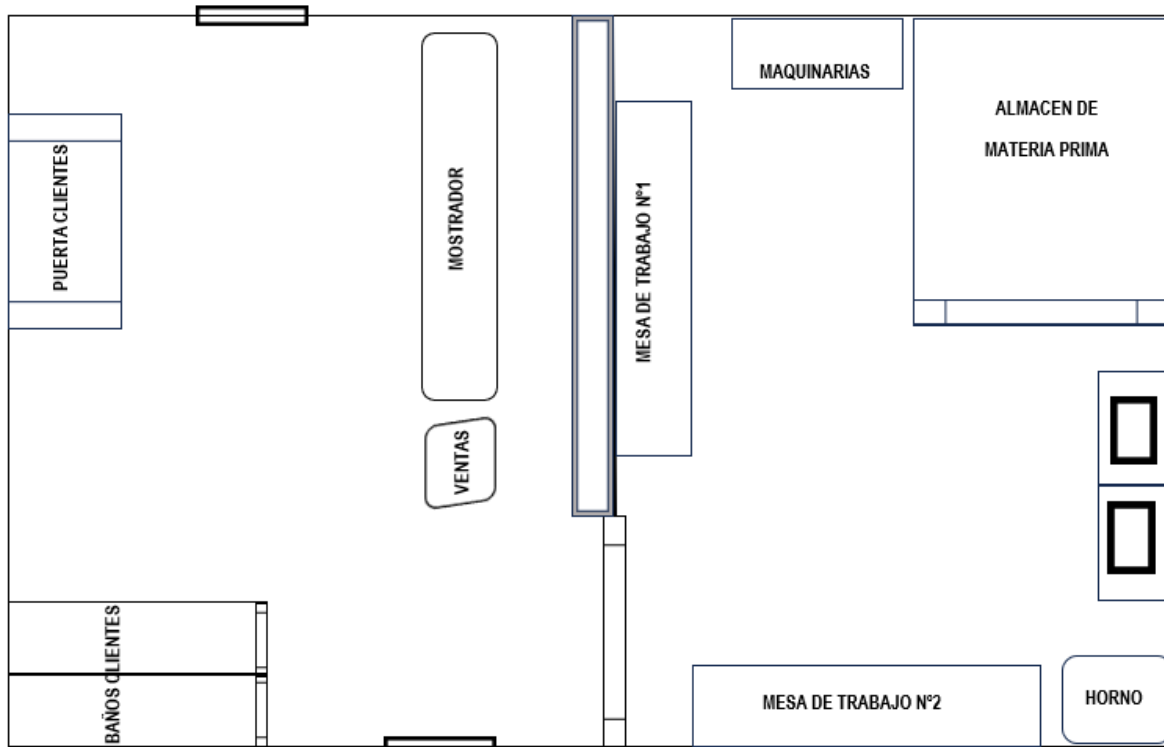 MAQUINARIAS
ALMACEN DE
MATERIA PRIMA
PUERTA CLIENTES
MOSTRADOR
MESA DE TRABAJO Nº1
VENTAS
BAÑOS CLIENTES
MESA DE TRABAJO Nº2
HORNO